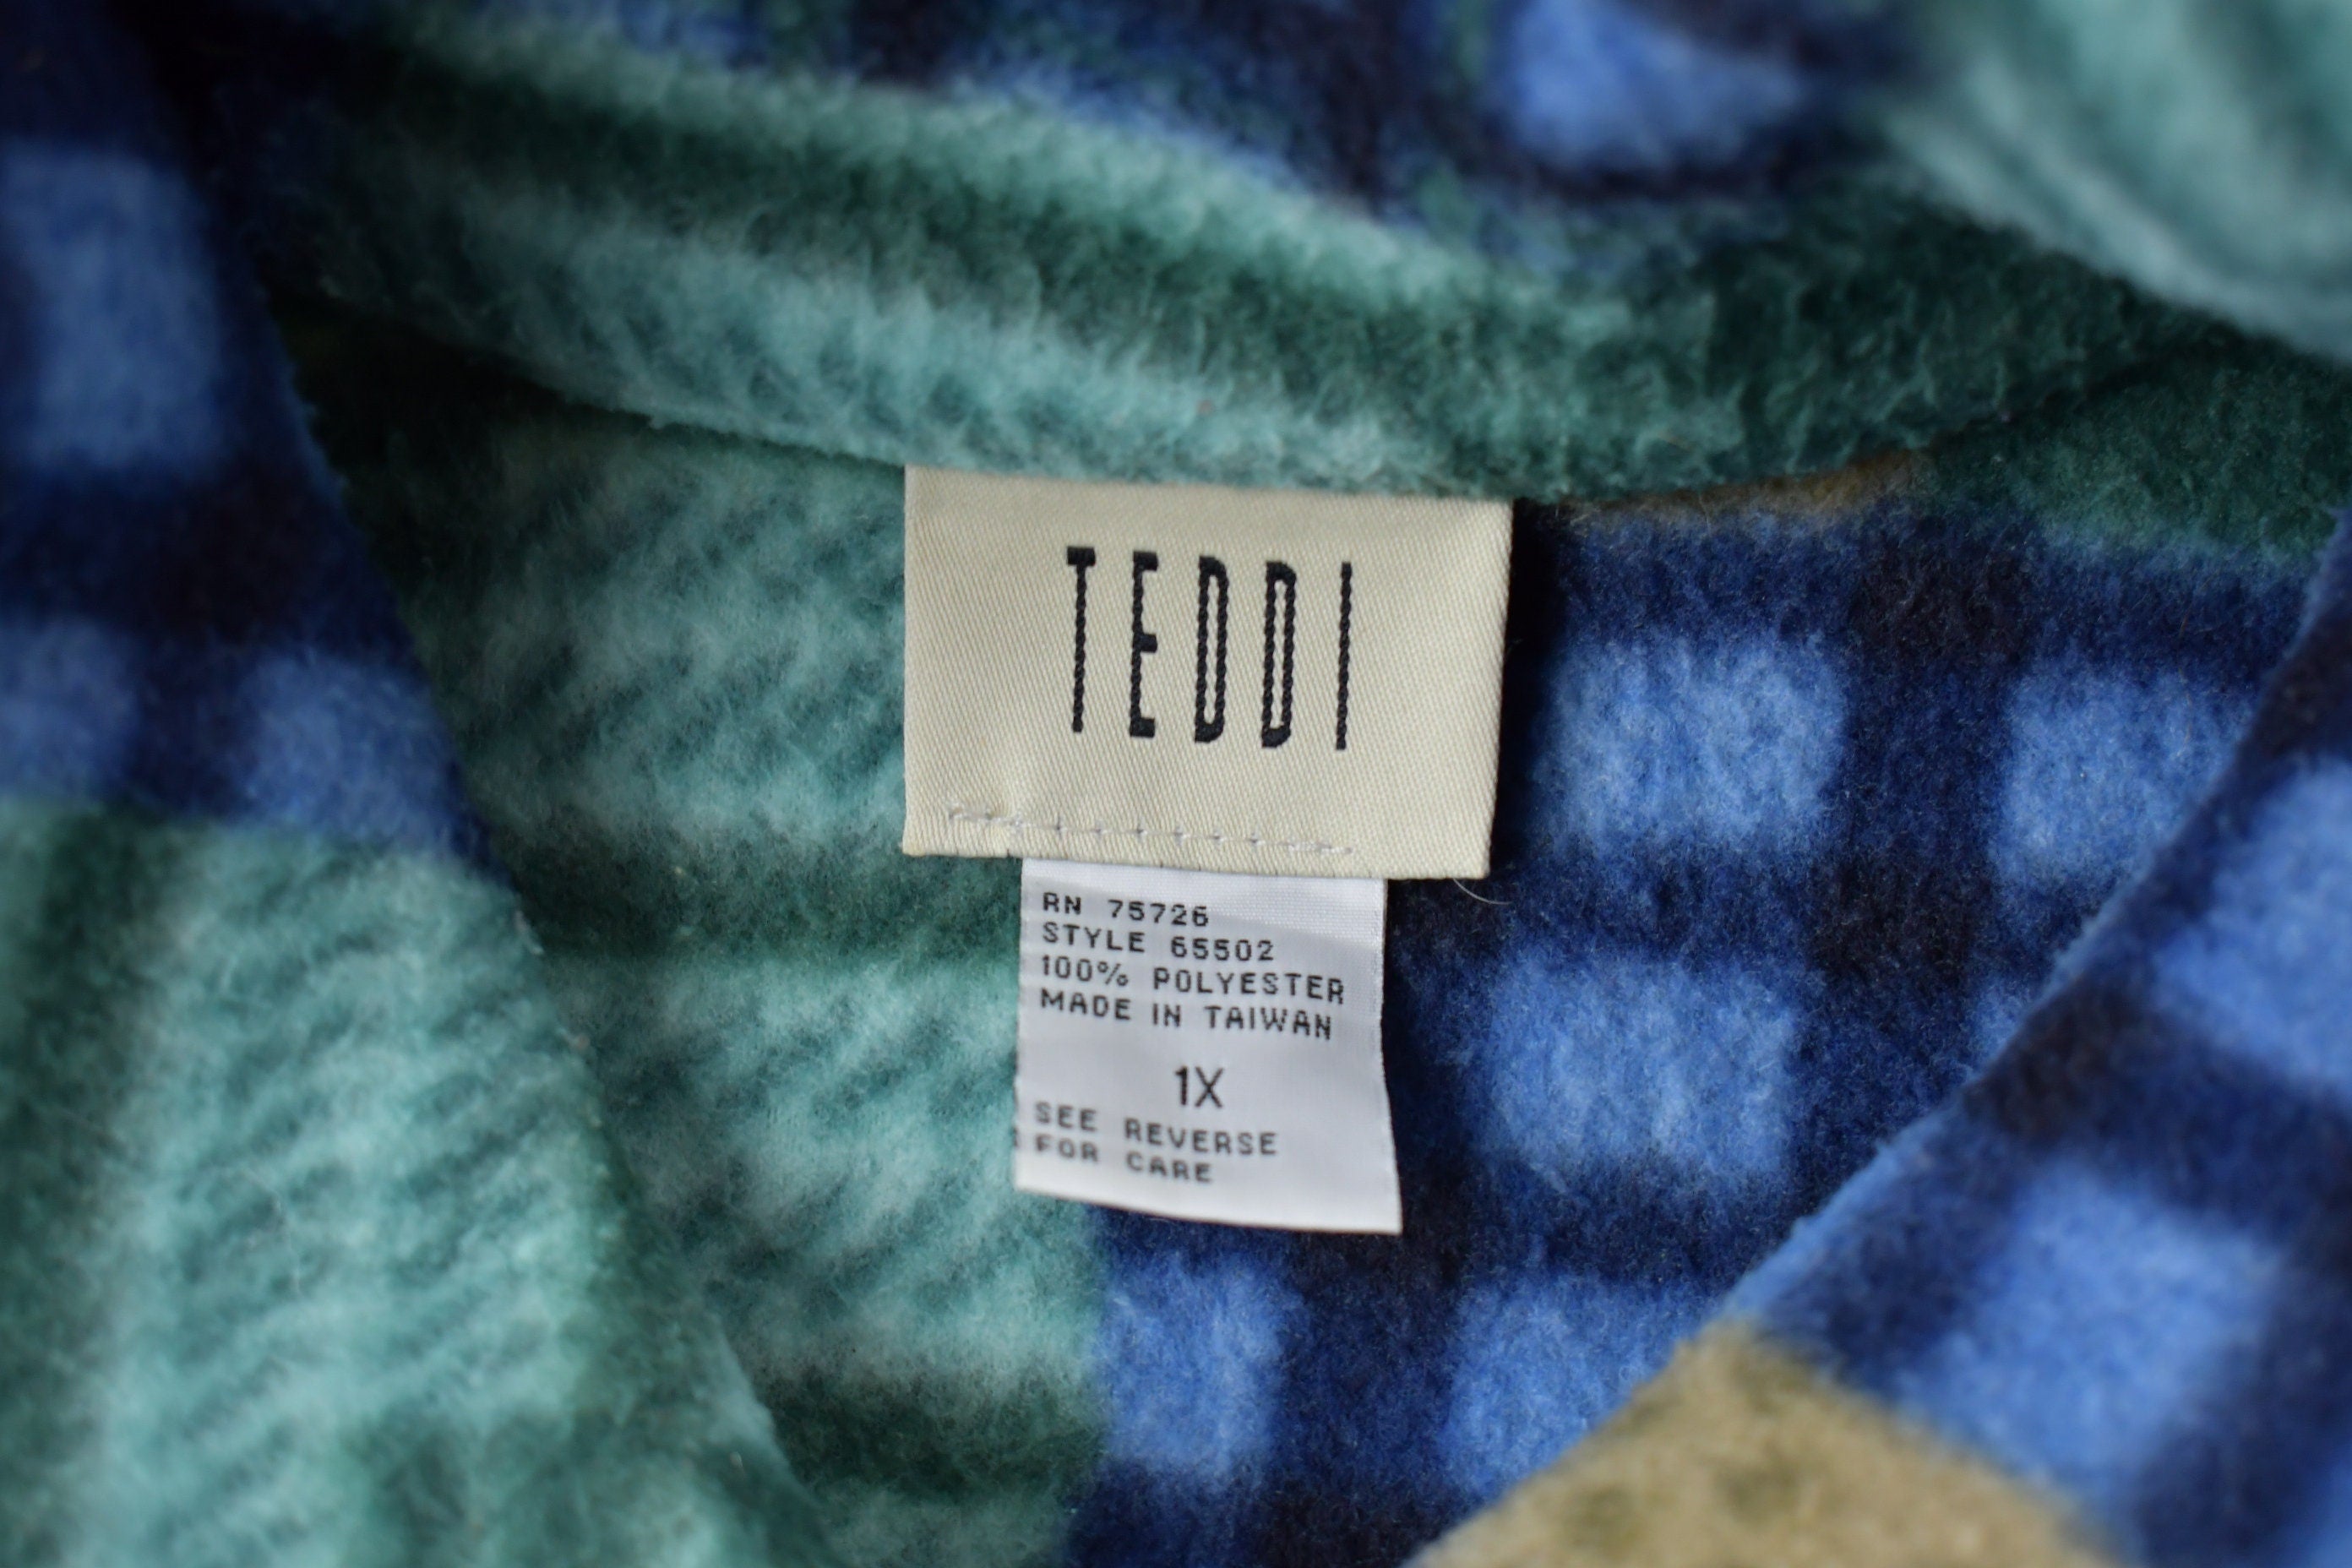 TEDDI
RN 75726
STYLE 65502
100% POLYESTER
MADE IN TAIWAN
1X
SEE REVERSE
FOR CARE